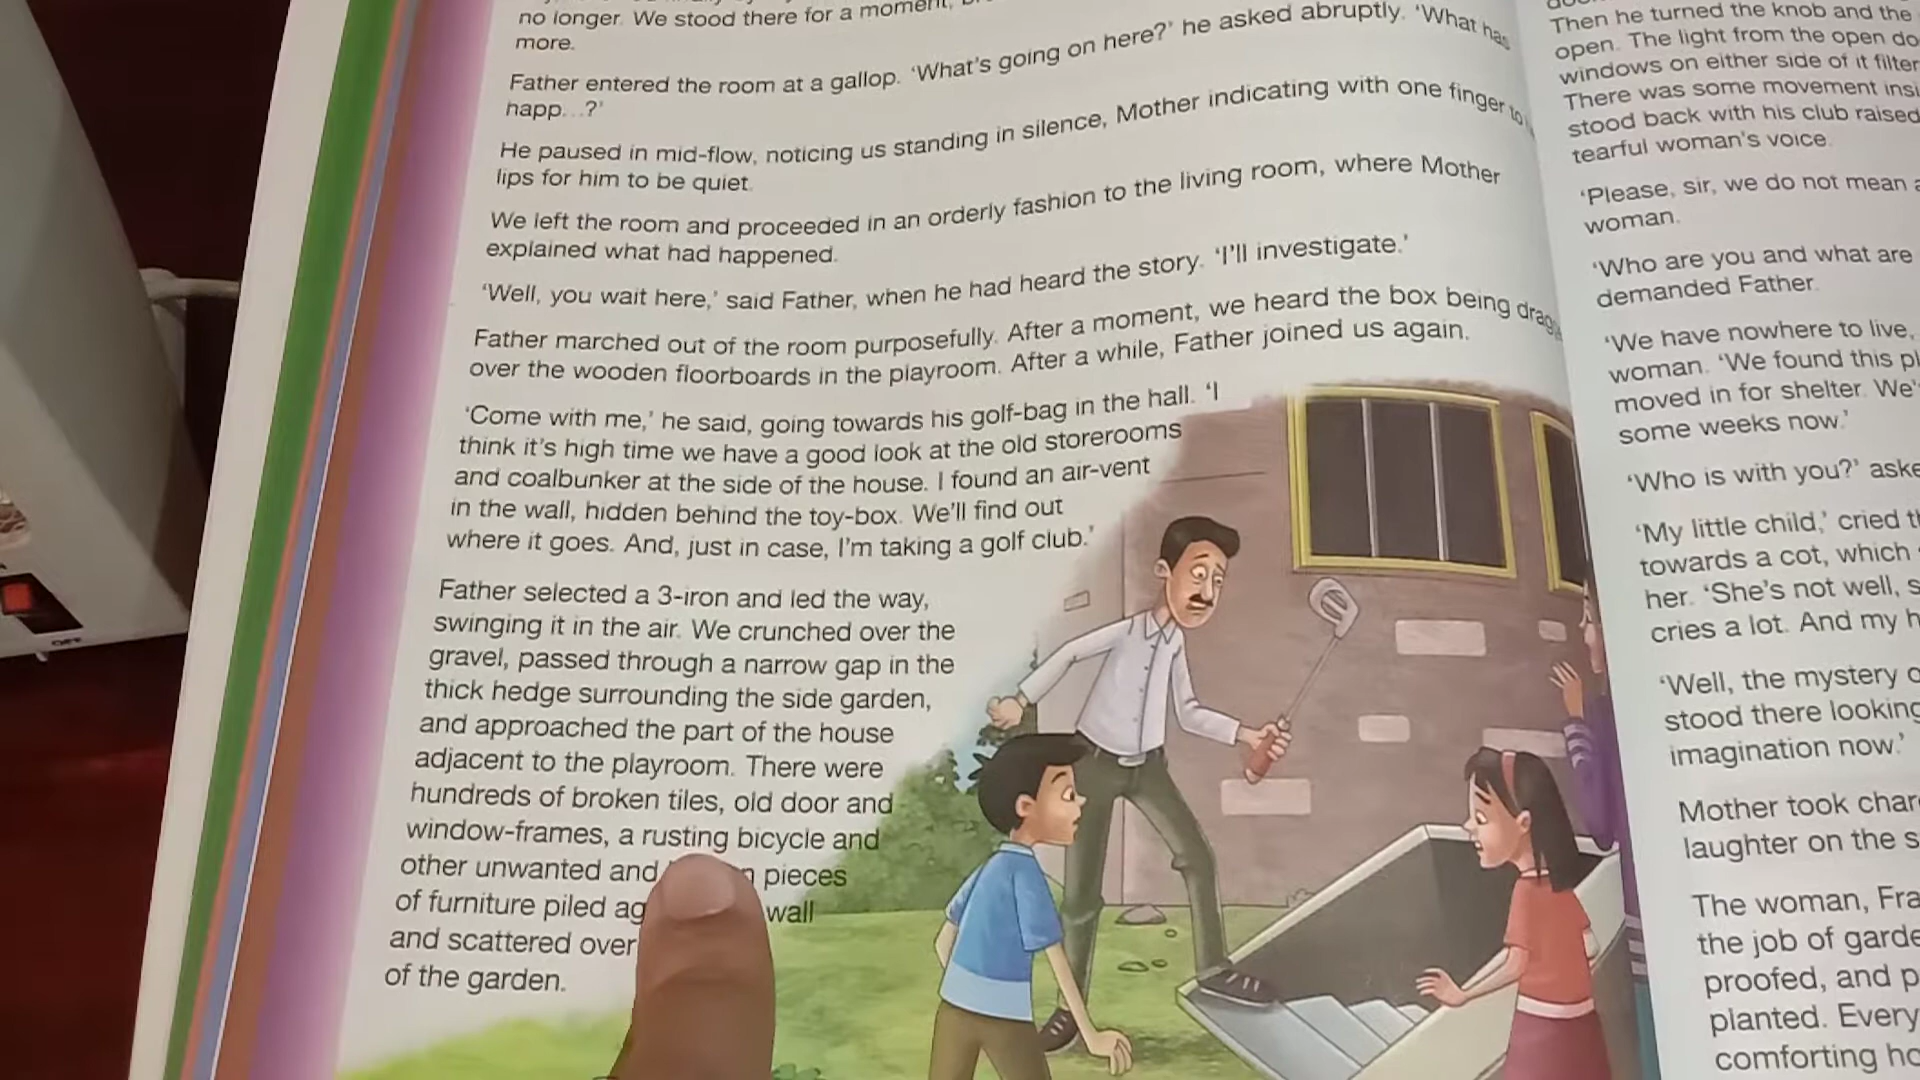 no longer. We stood there for a moment,
more.
Father entered the room at a gallop. ‘What’s going on here?’ he asked abruptly. ‘What has
happ...?’
He paused in mid-flow, noticing us standing in silence, Mother indicating with one finger to
lips for him to be quiet.
We left the room and proceeded in an orderly fashion to the living room, where Mother
explained what had happened.
‘Well, you wait here,’ said Father, when he had heard the story. ‘I’ll investigate.’
Father marched out of the room purposefully. After a moment, we heard the box being
over the wooden floorboards in the playroom. After a while, Father joined us again.
‘Come with me,’ he said, going towards his golf-bag in the hall. ‘I
think it’s high time we have a good look at the old storerooms
and coalbunker at the side of the house. I found an air-vent
in the wall, hidden behind the toy-box. We’ll find out
where it goes. And, just in case, I’m taking a golf club.’
Father selected a 3-iron and led the way,
swinging it in the air. We crunched over the
gravel, passed through a narrow gap in the
thick hedge surrounding the side garden,
and approached the part of the house
adjacent to the playroom. There were
hundreds of broken tiles, old door and
window-frames, a rusting bicycle and
other unwanted and pieces
of furniture piled wall
and scattered over
of the garden.
Then he turned the knob and the
open. The light from the open
windows on either side of it
There was some movement
stood back with his club raised
tearful woman’s voice.
‘Please, sir, we do not mean
woman.
‘Who are you and what are
demanded Father.
‘We have nowhere to live,
woman. ‘We found this
moved in for shelter.
some weeks now.’
‘Who is with you?’
‘My little child,’ cried
towards a cot, which
her. ‘She’s not well,
cries a lot. And my
‘Well, the mystery
stood there looking
imagination now.’
Mother took
laughter on the
The woman,
the job of
proofed, and
planted. Every
comforting
OFF